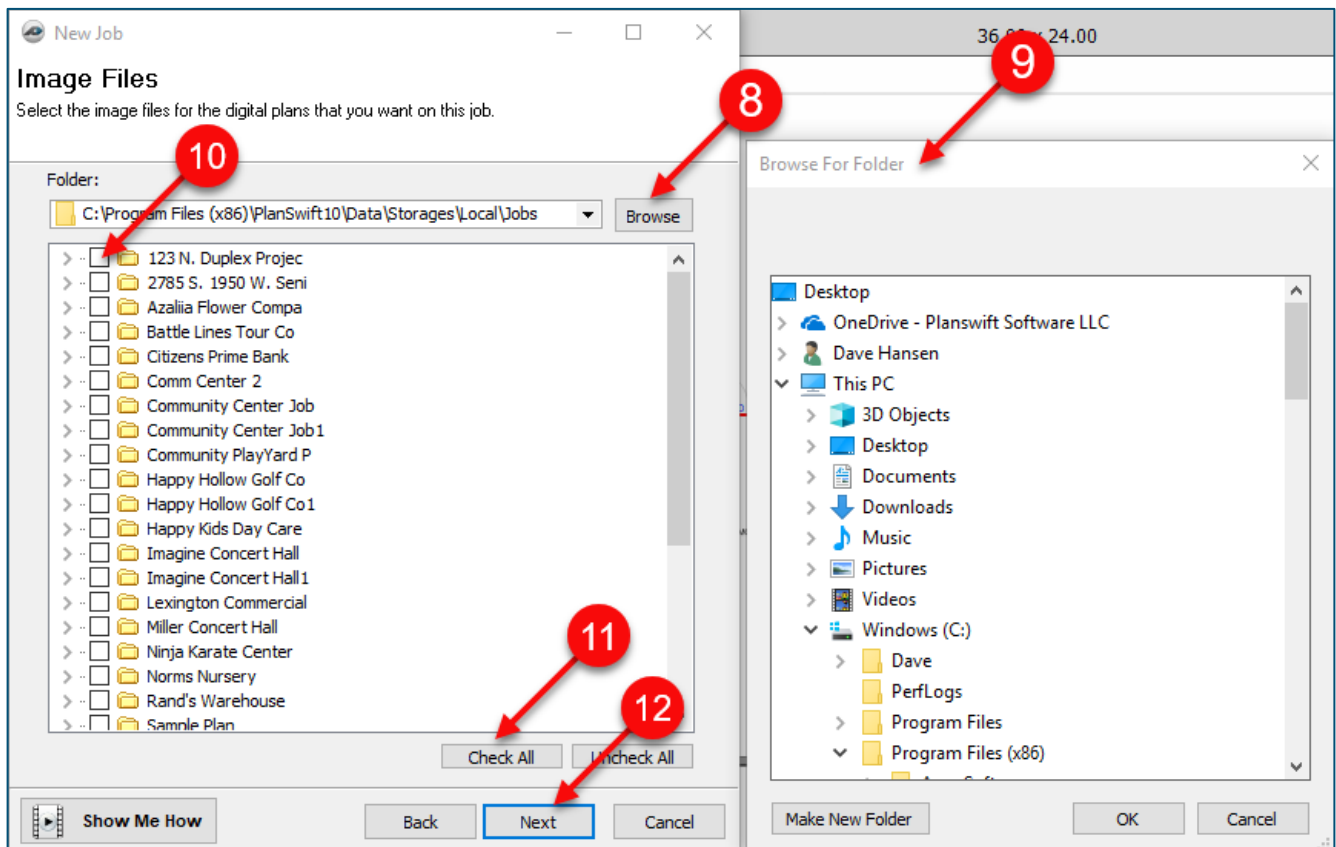 New Job
Image Files
Select the image files for the digital plans that you want on this job.
10
8
Folder:
C:\Program Files (x86)\PlanSwift10\Data\Storages\Local\Jobs
Browse
123 N. Duplex Projec
2785 S. 1950 W. Seni
Azaliia Flower Compa
Battle Lines Tour Co
Citizens Prime Bank
Comm Center 2
Community Center Job
Community Center Job1
Community PlayYard P
Happy Hollow Golf Co
Happy Hollow Golf Co1
Happy Kids Day Care
Imagine Concert Hall
Imagine Concert Hall1
Lexington Commercial
Miller Concert Hall
Ninja Karate Center
Norms Nursery
Rand's Warehouse
Sample Plan
11
12
Check All
Uncheck All
Show Me How
Back
Next
Cancel
24.00
9
Browse For Folder
Desktop
OneDrive - Planswift Software LLC
Dave Hansen
This PC
3D Objects
Desktop
Documents
Downloads
Music
Pictures
Videos
Windows (C:)
Dave
PerfLogs
Program Files
Program Files (x86)
Make New Folder
OK
Cancel